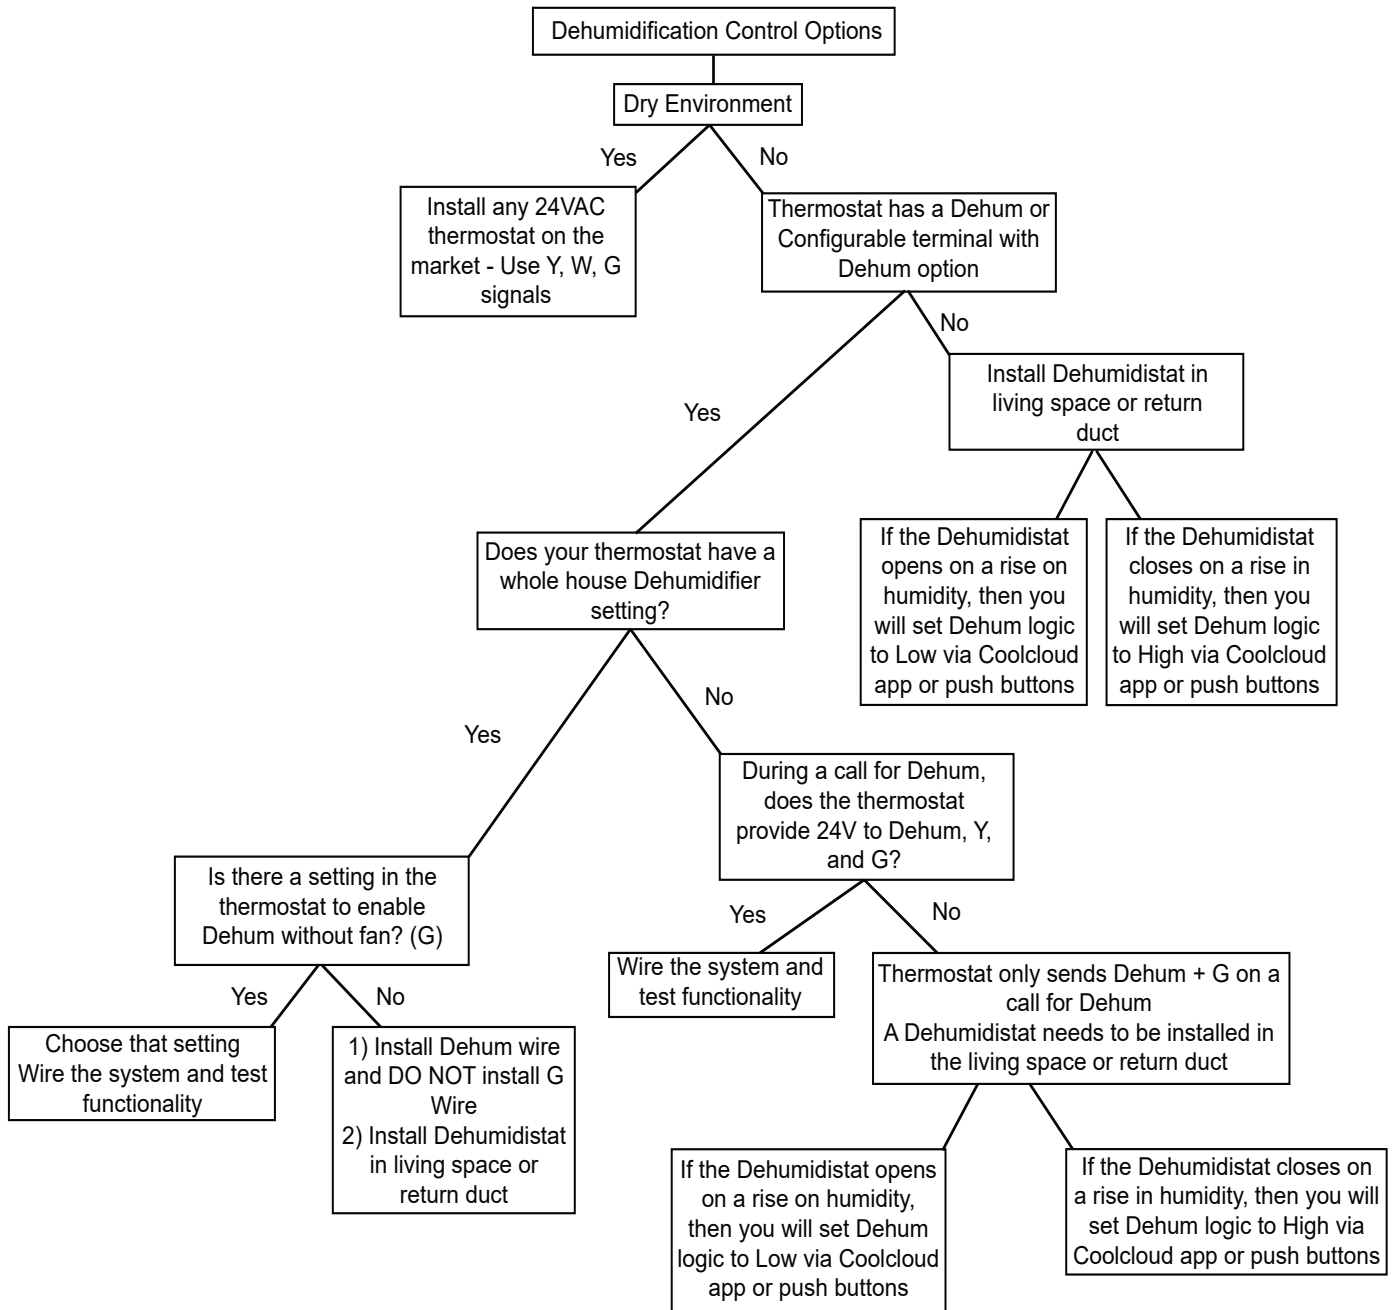 Dehumidification Control Options
Dry Environment
Yes
No
Install any 24VAC
thermostat on the
market - Use Y, W, G
signals
Thermostat has a Dehum or
Configurable terminal with
Dehum option
No
Yes
Install Dehumidistat in
living space or return
duct
If the Dehumidistat
opens on a rise on
humidity, then you
will set Dehum logic
to Low via Coolcloud
app or push buttons
If the Dehumidistat
closes on a rise in
humidity, then you
will set Dehum logic
to High via Coolcloud
app or push buttons
Does your thermostat have a
whole house Dehumidifier
setting?
Yes
No
During a call for Dehum,
does the thermostat
provide 24V to Dehum, Y,
and G?
Is there a setting in the
thermostat to enable
Dehum without fan? (G)
Yes
No
Yes
No
Choose that setting
Wire the system and test
functionality
1) Install Dehum wire
and DO NOT install G
Wire
2) Install Dehumidistat
in living space or
return duct
Wire the system and
test functionality
Thermostat only sends Dehum + G on a
call for Dehum
A Dehumidistat needs to be installed in
the living space or return duct
If the Dehumidistat opens
on a rise on humidity,
then you will set Dehum
logic to Low via Coolcloud
app or push buttons
If the Dehumidistat closes on
a rise in humidity, then you will
set Dehum logic to High via
Coolcloud app or push buttons